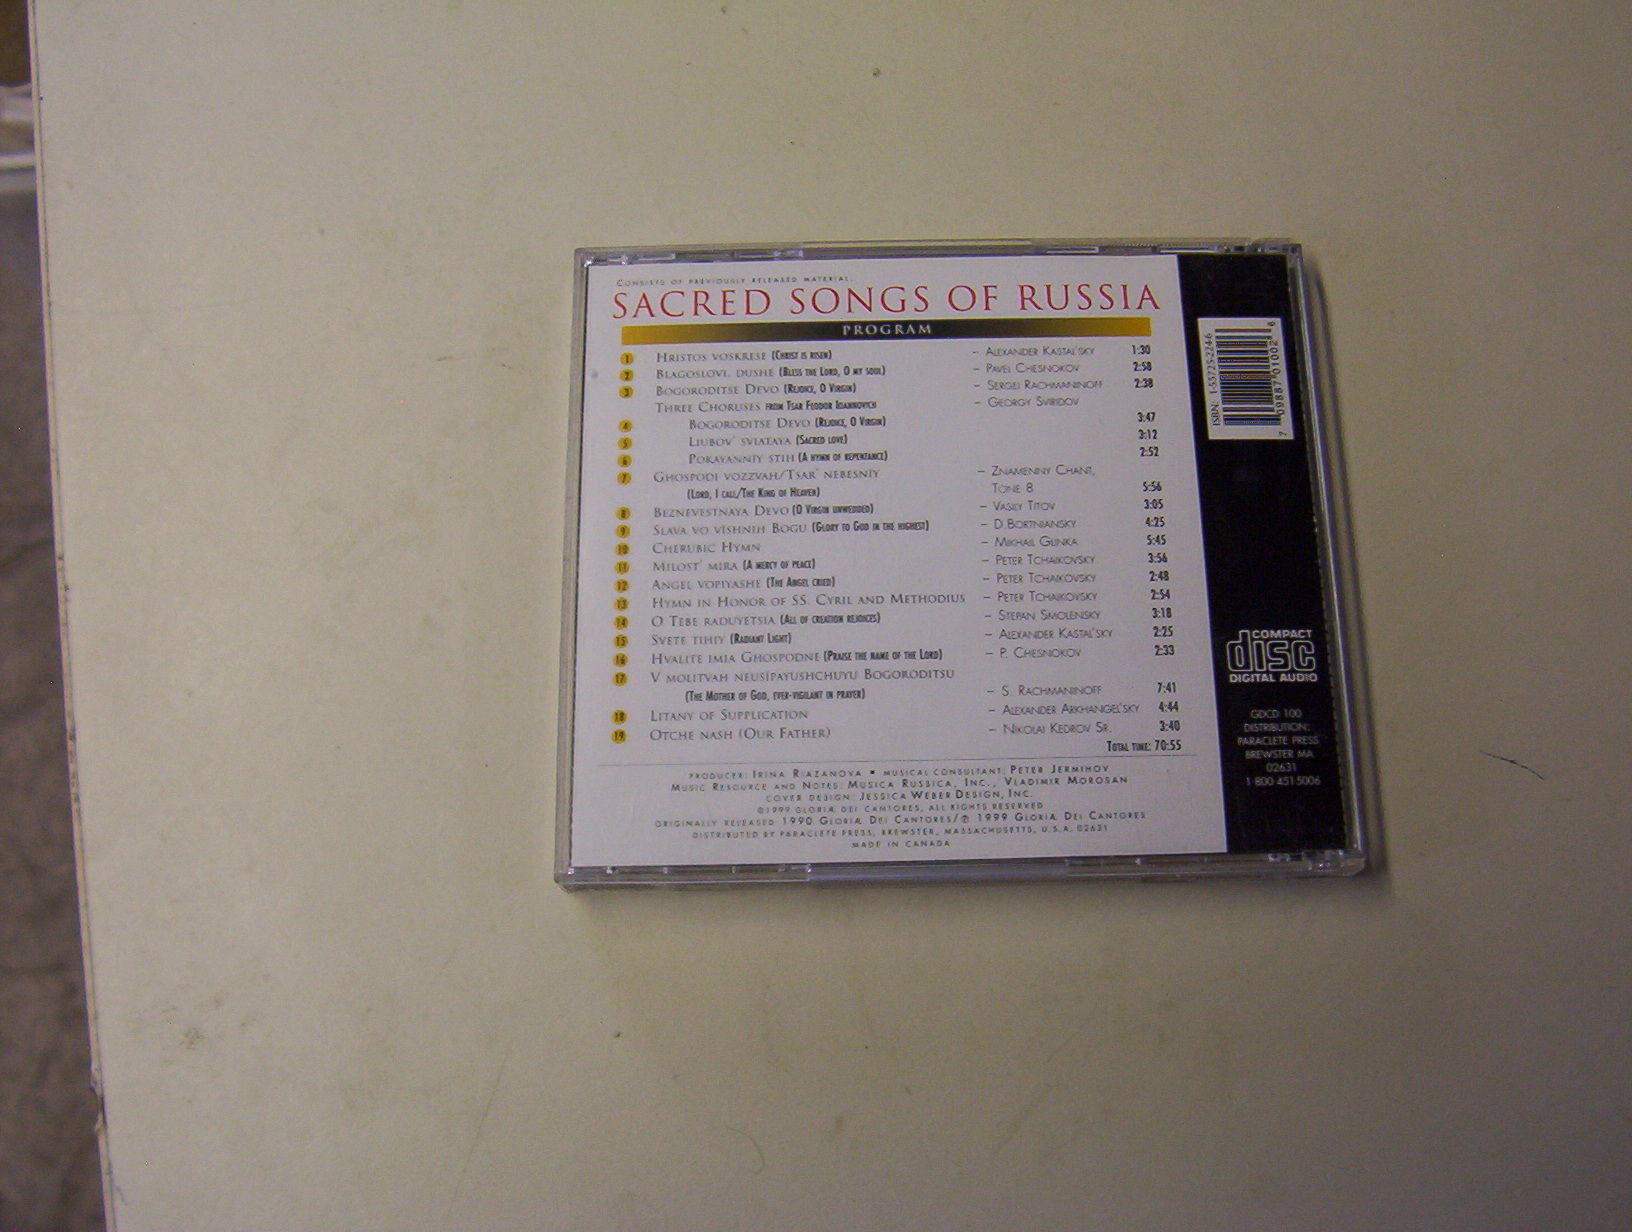 CONSISTS OF PREVIOUSLY RELEASED MATERIAL.
SACRED SONGS OF RUSSIA
PROGRAM
1 HRISTOS VOSKRESE (CHRIST IS RISEN) – ALEXANDER KASTAL'SKY 1:30
2 BLAGOSLOVI, DUSHE (BLESS THE LORD, O MY SOUL) – PAVEL CHESNOKOV 2:58
3 BOGORODITSE DEVO (REJOICE, O VIRGIN) – SERGEI RACHMANINOFF 2:38
THREE CHORUSES FROM TSAR FEODOR IOANNOVICH – GEORGY SVIRIDOV
4 BOGORODITSE DEVO (REJOICE, O VIRGIN) 3:47
5 LIUBOV' SVIATAYA (SACRED LOVE) 3:12
6 POKAYANNIY STIH (A HYMN OF REPENTANCE) 2:52
7 GHOSPODI VOZZVAH/TSAR' NEBESNIY – ZNAMENNY CHANT,
(LORD, I CALL/THE KING OF HEAVEN) TONE 8 5:56
8 BEZNEVESTNAYA DEVO (O VIRGIN UNWEDDED) – VASILY TITOV 3:05
9 SLAVA VO VÏSHNIH BOGU (GLORY TO GOD IN THE HIGHEST) – D. BORTNIANSKY 4:25
10 CHERUBIC HYMN – MIKHAIL GLINKA 5:45
11 MILOST' MIRA (A MERCY OF PEACE) – PETER TCHAIKOVSKY 3:56
12 ANGEL VOPIYASHE (THE ANGEL CRIED) – PETER TCHAIKOVSKY 2:48
13 HYMN IN HONOR OF SS. CYRIL AND METHODIUS – PETER TCHAIKOVSKY 2:54
14 O TEBE RADUYETSIA (ALL OF CREATION REJOICES) – STEPAN SMOLENSKY 3:18
15 SVETE TIHIY (RADIANT LIGHT) – ALEXANDER KASTAL'SKY 2:25
16 HVALITE IMIA GHOSPODNE (PRAISE THE NAME OF THE LORD) – P. CHESNOKOV 2:33
17 V MOLITVAH NEUSÏPAYUSHCHUYU BOGORODITSU
(THE MOTHER OF GOD, EVER-VIGILANT IN PRAYER) – S. RACHMANINOFF 7:41
18 LITANY OF SUPPLICATION – ALEXANDER ARKHANGEL'SKY 4:44
19 OTCHE NASH (OUR FATHER) – NIKOLAI KEDROV SR. 3:40
TOTAL TIME: 70:55
PRODUCER: IRINA RIAZANOVA ▪ MUSICAL CONSULTANT: PETER JERMIHOV
MUSIC RESOURCE AND NOTES: MUSICA RUSSICA, INC., VLADIMIR MOROSAN
COVER DESIGN: JESSICA WEBER DESIGN, INC.
©1999 GLORIÆ DEI CANTORES, ALL RIGHTS RESERVED
ORIGINALLY RELEASED 1990 GLORIÆ DEI CANTORES/℗ 1999 GLORIÆ DEI CANTORES
DISTRIBUTED BY PARACLETE PRESS, BREWSTER, MASSACHUSETTS, U.S.A. 02631
MADE IN CANADA
ISBN: 1-55725-224-6
7 09887 01002 6
COMPACT
disc
DIGITAL AUDIO
GDCD 100
DISTRIBUTION:
PARACLETE PRESS
BREWSTER MA
02631
1 800 451-5006